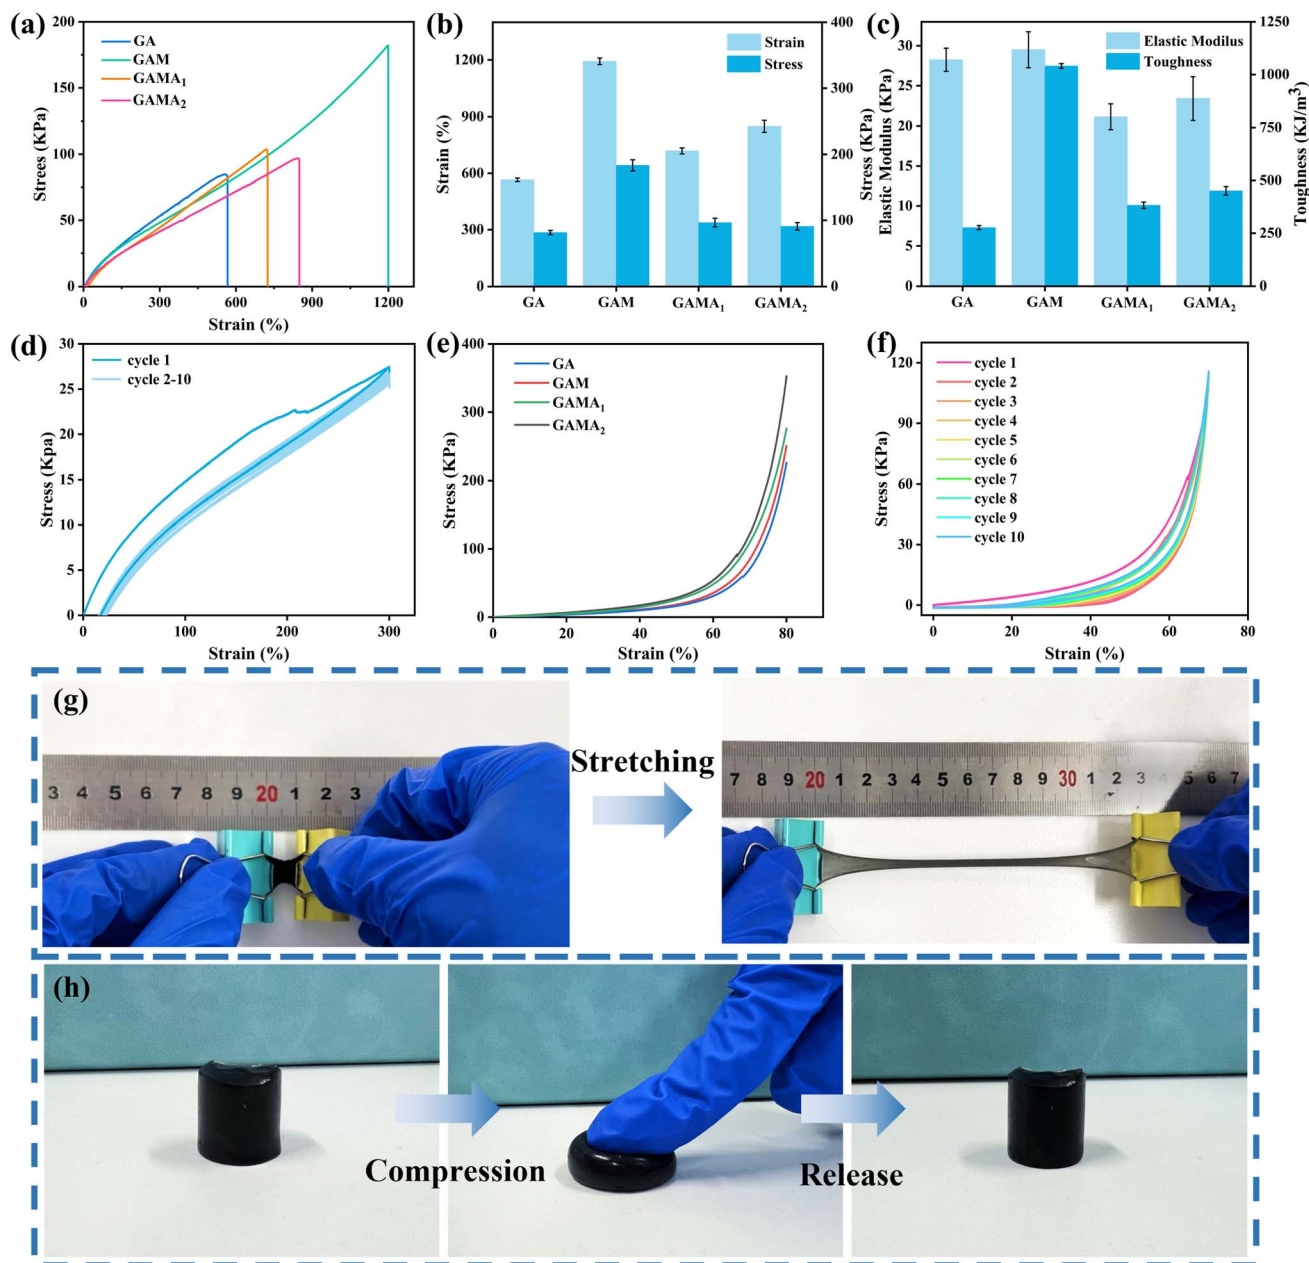 (a)
200
150
100
50
0
Strees (KPa)
GA
GAM
GAMA₁
GAMA₂
0 300 600 900 1200
Strain (%)
(b)
1200
900
600
300
0
Strain (%)
Strain
Stress
400
300
200
100
0
Stress (KPa)
GA GAM GAMA₁ GAMA₂
(c)
30
25
20
15
10
5
0
Elastic Modulus (KPa)
Elastic Modilus
Toughness
1250
1000
750
500
250
0
Toughness (KJ/m³)
GA GAM GAMA₁ GAMA₂
(d)
30
25
20
15
10
5
0
Stress (Kpa)
cycle 1
cycle 2-10
0 100 200 300
Strain (%)
(e)
400
300
200
100
0
Stress (KPa)
GA
GAM
GAMA₁
GAMA₂
0 20 40 60 80
Strain (%)
(f)
120
90
60
30
0
Stress (KPa)
cycle 1
cycle 2
cycle 3
cycle 4
cycle 5
cycle 6
cycle 7
cycle 8
cycle 9
cycle 10
0 20 40 60 80
Strain (%)
(g)
3 4 5 6 7 8 9 20 1 2 3
Stretching
7 8 9 20 1 2 3 4 5 6 7 8 9 30 1 2 3 4 5 6 7
(h)
Compression
Release